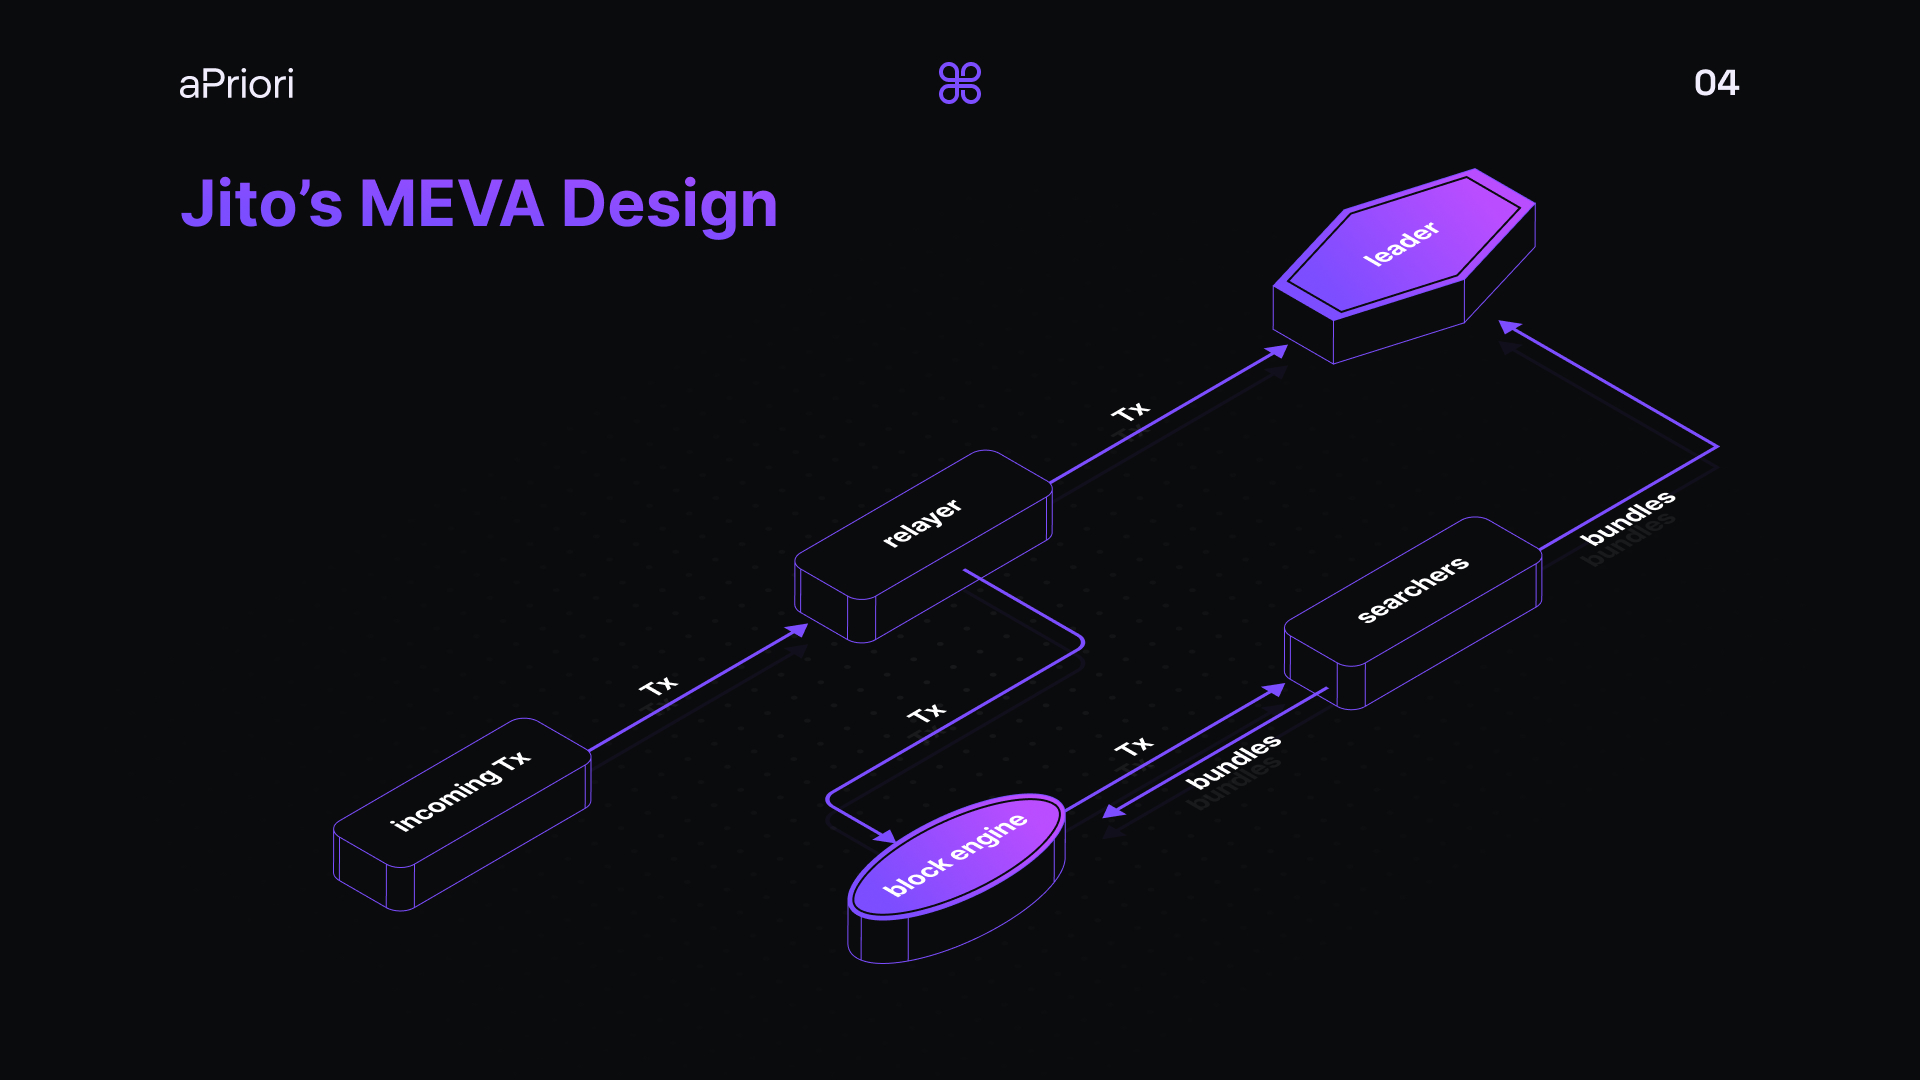 aPriori
04
Jito’s MEVA Design
leader
Tx
relayer
bundles
searchers
Tx
Tx
incoming Tx
Tx
bundles
block engine